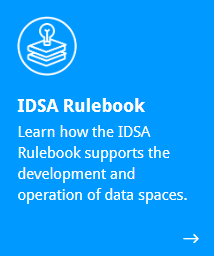 IDSA Rulebook
Learn how the IDSA
Rulebook supports the
development and
operation of data spaces.